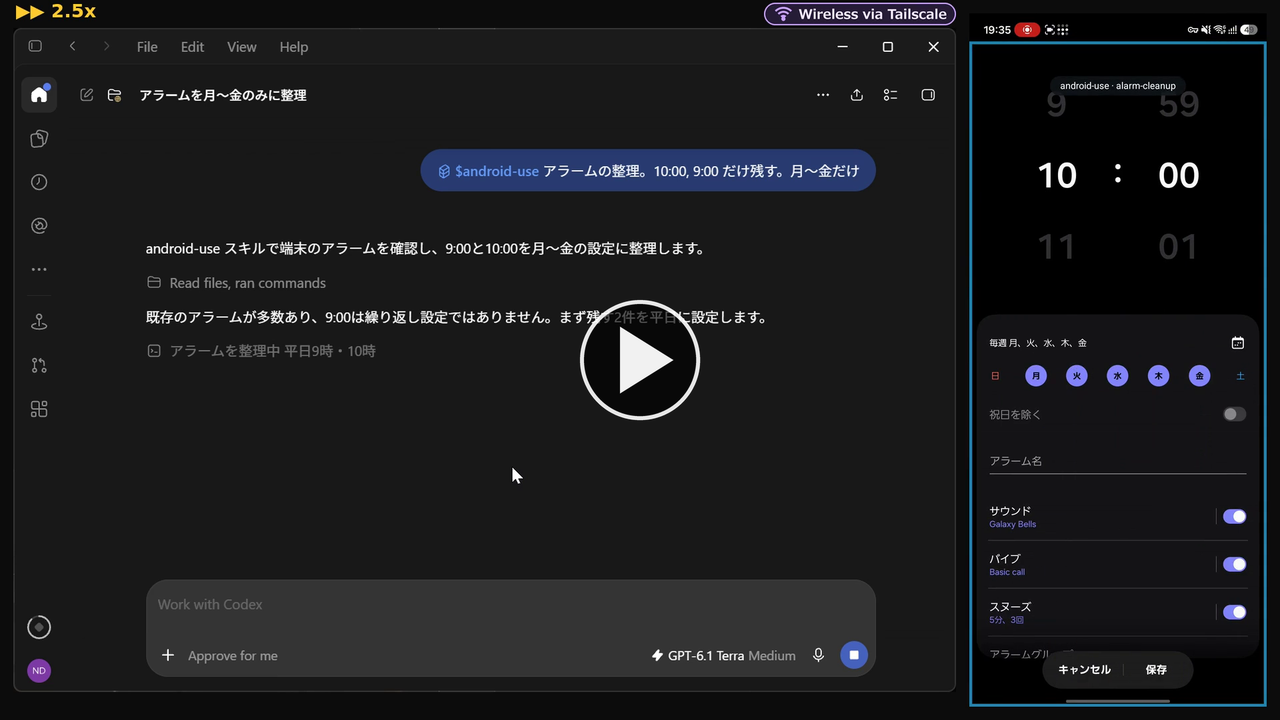 2.5x
Wireless via Tailscale
File Edit View Help
アラームを月〜金のみに整理
$android-use アラームの整理。10:00, 9:00 だけ残す。月〜金だけ
android-use スキルで端末のアラームを確認し、9:00と10:00を月〜金の設定に整理します。
Read files, ran commands
既存のアラームが多数あり、9:00は繰り返し設定ではありません。まず残す2件を平日に設定します。
アラームを整理中 平日9時・10時
Work with Codex
Approve for me
GPT-6.1 Terra Medium
ND
19:35
android-use · alarm-cleanup
9 59
10 : 00
11 01
毎週 月、火、水、木、金
日 月 火 水 木 金 土
祝日を除く
アラーム名
サウンド
Galaxy Bells
バイブ
Basic call
スヌーズ
5分、3回
キャンセル 保存